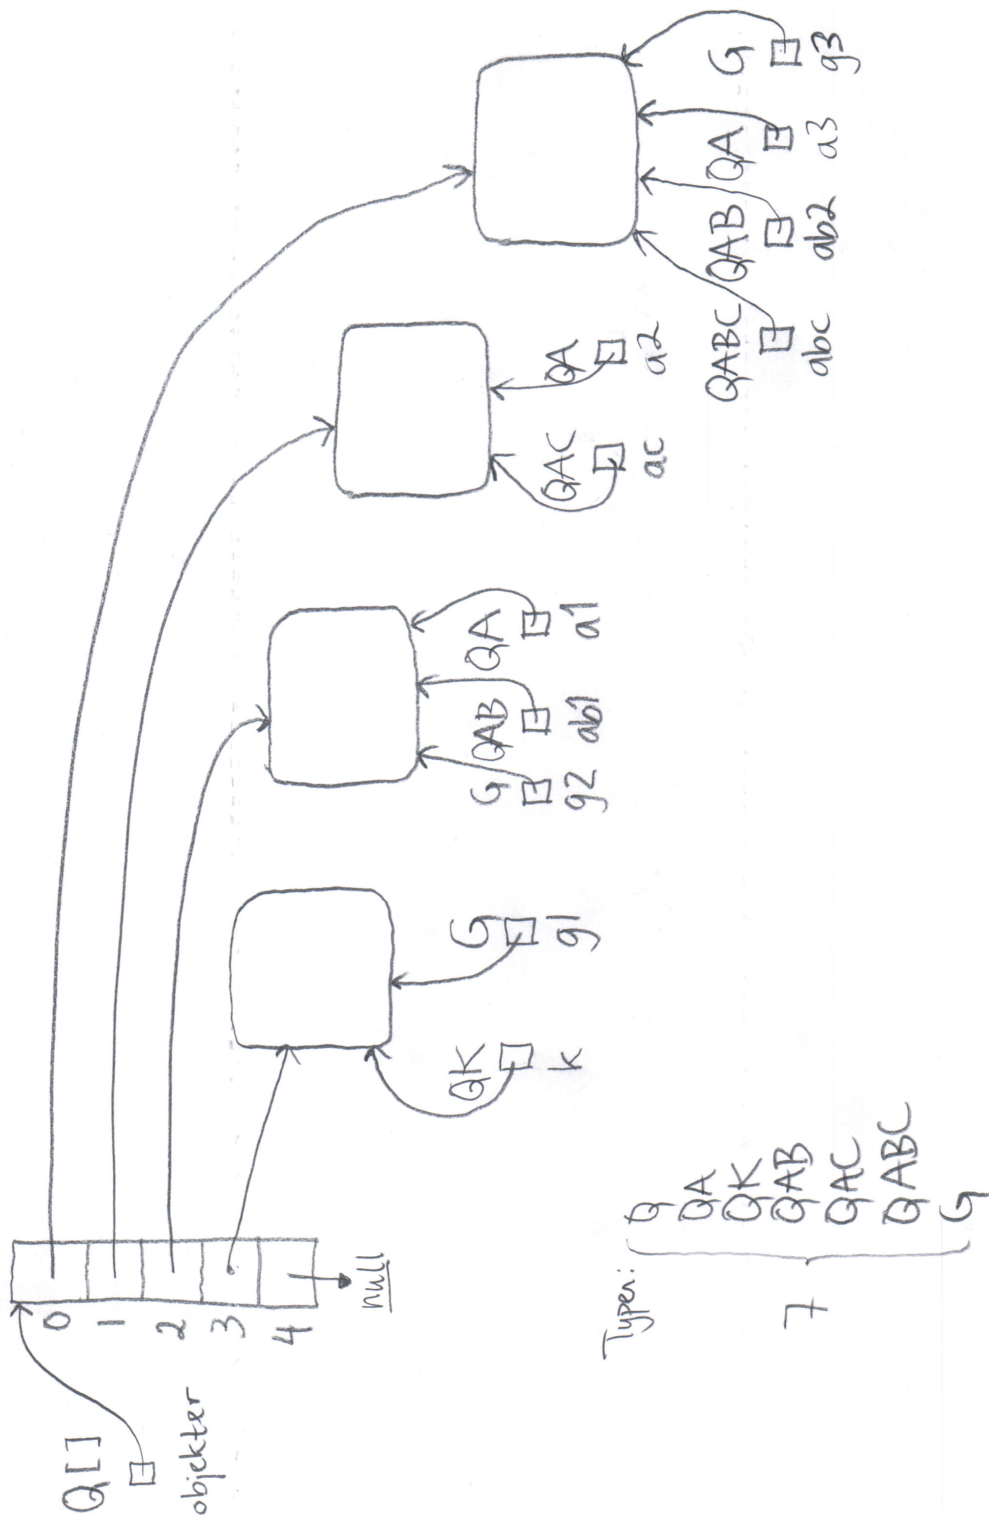 Q[]
objekter
0
1
2
3
4
null
QK
k
G
g1
G
g2
QAB
ab1
QA
a1
QAC
ac
QA
a2
QABC
abc
QAB
ab2
QA
a3
G
g3
Typer:
7
Q
QA
QK
QAB
QAC
QABC
G